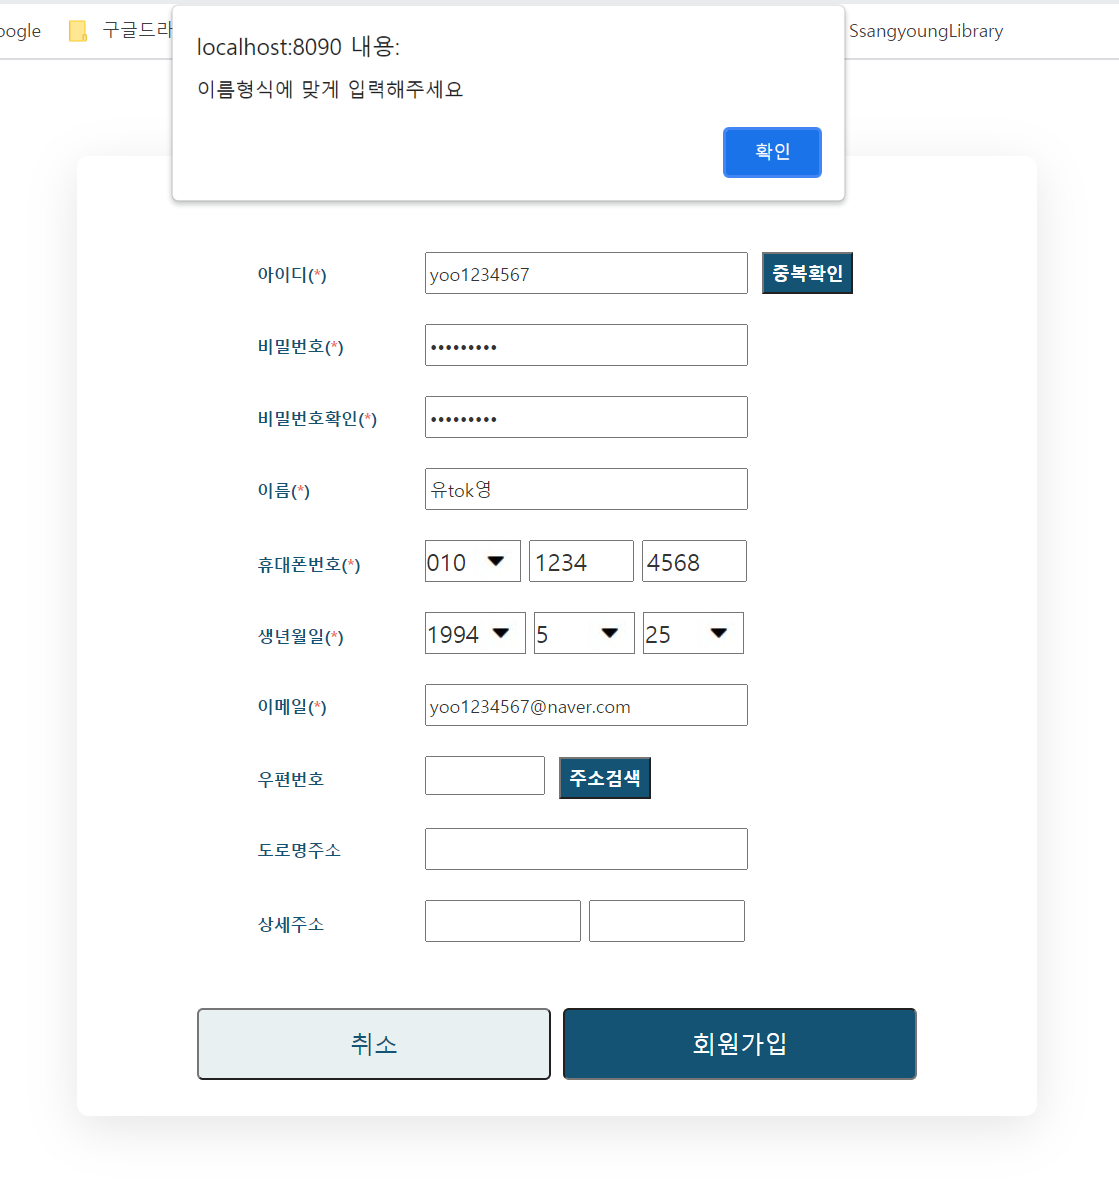 oogle 구글드라 SsangyoungLibrary
localhost:8090 내용:
이름형식에 맞게 입력해주세요
확인
아이디(*) yoo1234567 중복확인
비밀번호(*) •••••••••
비밀번호확인(*) •••••••••
이름(*) 유tok영
휴대폰번호(*) 010 1234 4568
생년월일(*) 1994 5 25
이메일(*) yoo1234567@naver.com
우편번호 주소검색
도로명주소
상세주소
취소 회원가입